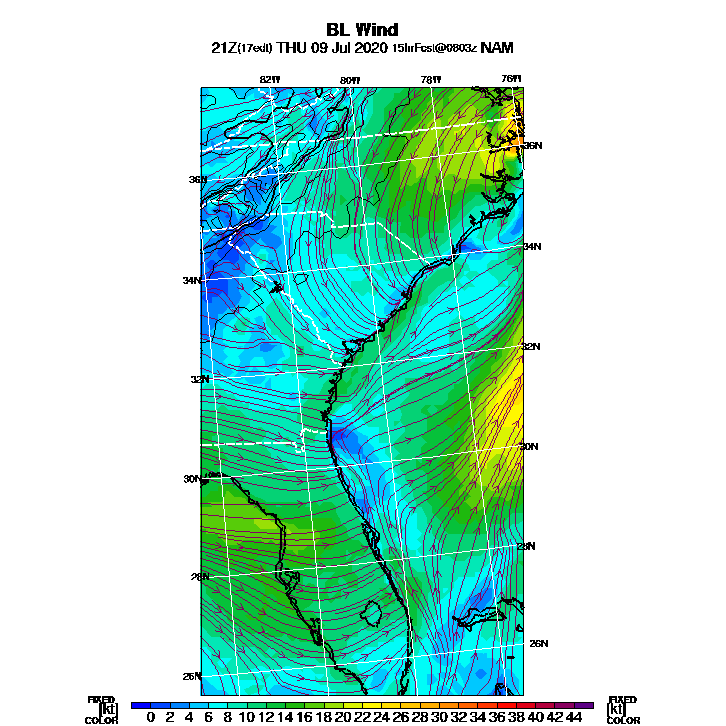 BL Wind
21Z(17edt) THU 09 Jul 2020 15hrFcst@0803z NAM
82W 80W 78W 76W
36N
36N
34N
34N
32N
32N
30N
30N
28N
28N
26N
26N
FIXED FIXED
[kt] 0 2 4 6 8 10 12 14 16 18 20 22 24 26 28 30 32 34 36 38 40 42 44 [kt]
COLOR COLOR